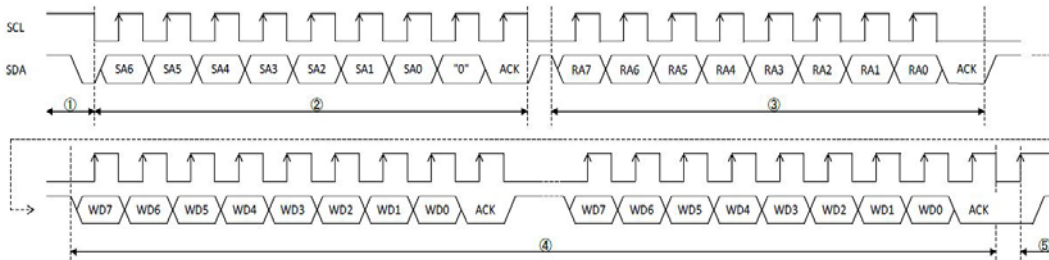 SCL
SDA SA6 SA5 SA4 SA3 SA2 SA1 SA0 "0" ACK RA7 RA6 RA5 RA4 RA3 RA2 RA1 RA0 ACK
① ② ③
WD7 WD6 WD5 WD4 WD3 WD2 WD1 WD0 ACK WD7 WD6 WD5 WD4 WD3 WD2 WD1 WD0 ACK
④ ⑤